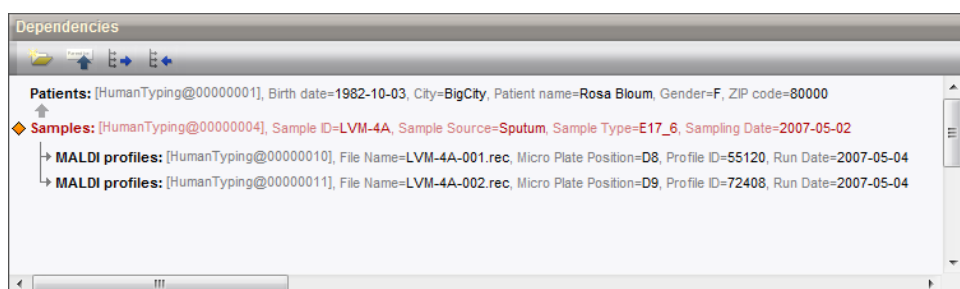 Dependencies
Patients: [HumanTyping@00000001], Birth date=1982-10-03, City=BigCity, Patient name=Rosa Bloum, Gender=F, ZIP code=80000
Samples: [HumanTyping@00000004], Sample ID=LVM-4A, Sample Source=Sputum, Sample Type=E17_6, Sampling Date=2007-05-02
MALDI profiles: [HumanTyping@00000010], File Name=LVM-4A-001.rec, Micro Plate Position=D8, Profile ID=55120, Run Date=2007-05-04
MALDI profiles: [HumanTyping@00000011], File Name=LVM-4A-002.rec, Micro Plate Position=D9, Profile ID=72408, Run Date=2007-05-04